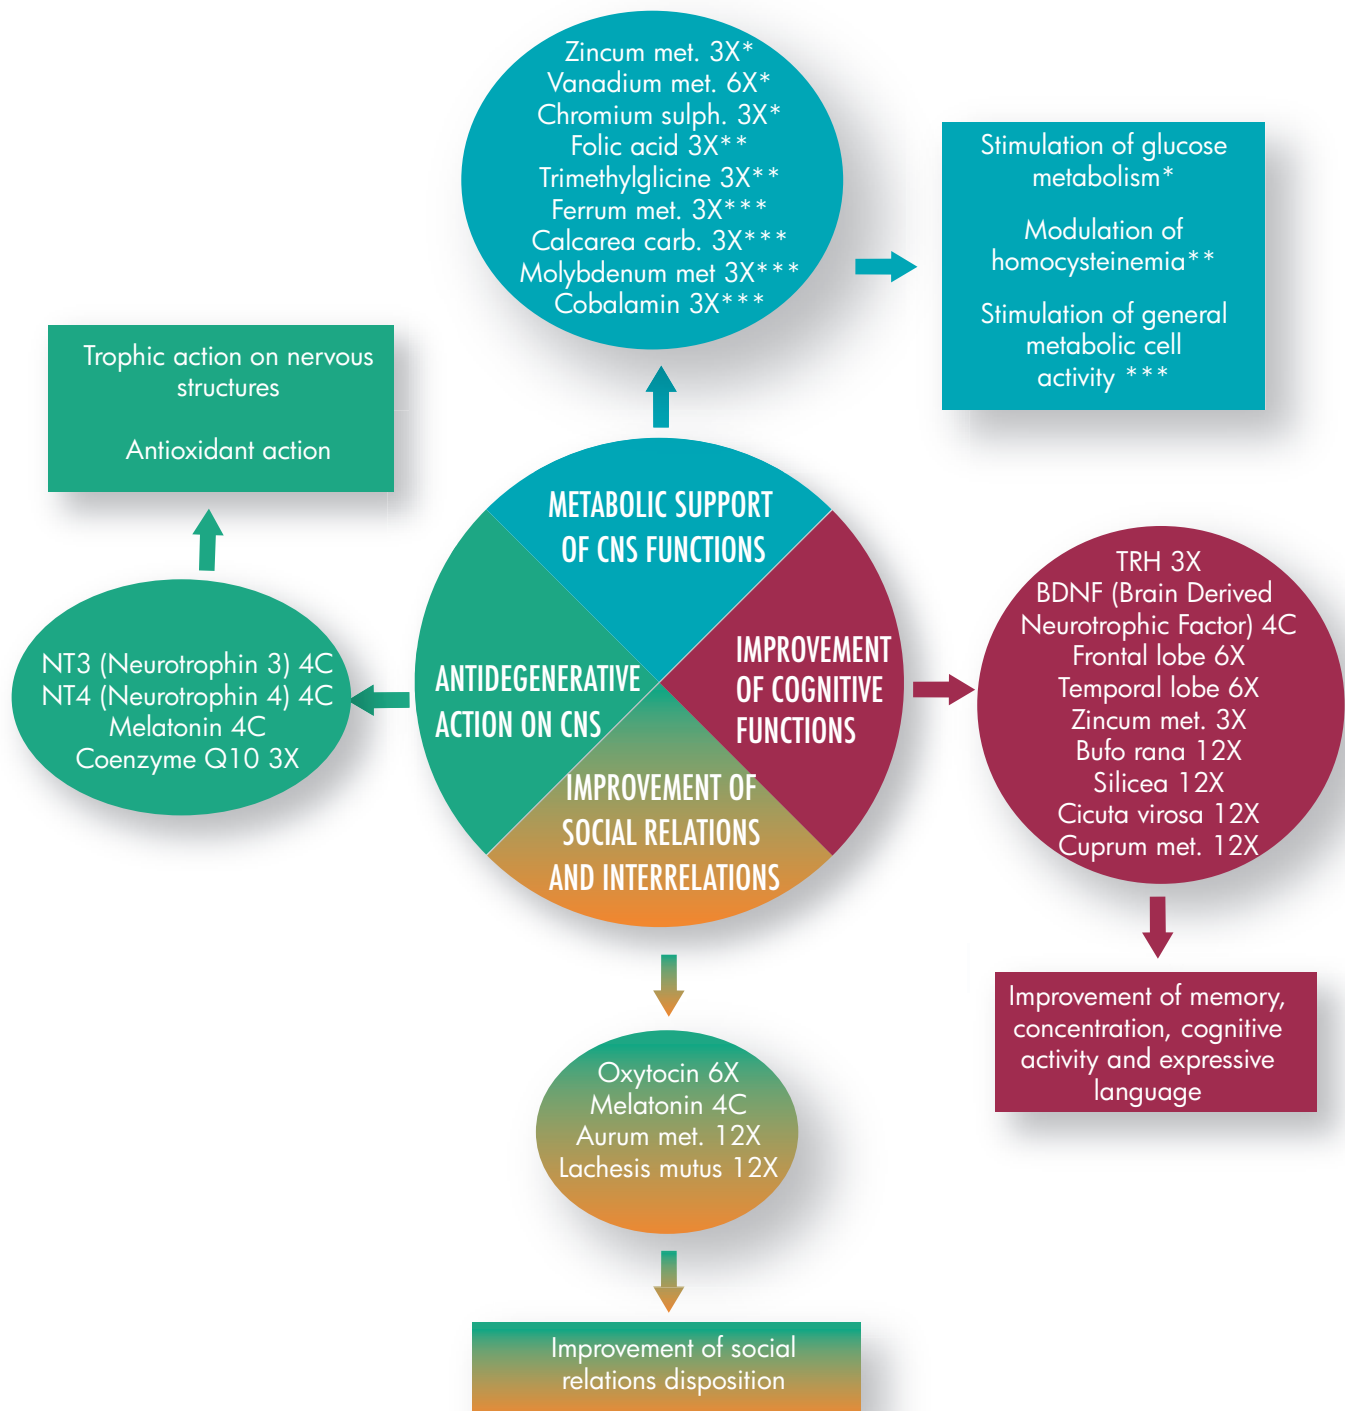 Zincum met. 3X*
Vanadium met. 6X*
Chromium sulph. 3X*
Folic acid 3X**
Trimethylglicine 3X**
Ferrum met. 3X***
Calcarea carb. 3X***
Molybdenum met 3X***
Cobalamin 3X***
Stimulation of glucose
metabolism*
Modulation of
homocysteinemia**
Stimulation of general
metabolic cell
activity ***
Trophic action on nervous
structures
Antioxidant action
METABOLIC SUPPORT
OF CNS FUNCTIONS
NT3 (Neurotrophin 3) 4C
NT4 (Neurotrophin 4) 4C
Melatonin 4C
Coenzyme Q10 3X
ANTIDEGENERATIVE
ACTION ON CNS
IMPROVEMENT
OF COGNITIVE
FUNCTIONS
TRH 3X
BDNF (Brain Derived
Neurotrophic Factor) 4C
Frontal lobe 6X
Temporal lobe 6X
Zincum met. 3X
Bufo rana 12X
Silicea 12X
Cicuta virosa 12X
Cuprum met. 12X
IMPROVEMENT OF
SOCIAL RELATIONS
AND INTERRELATIONS
Improvement of memory,
concentration, cognitive
activity and expressive
language
Oxytocin 6X
Melatonin 4C
Aurum met. 12X
Lachesis mutus 12X
Improvement of social
relations disposition